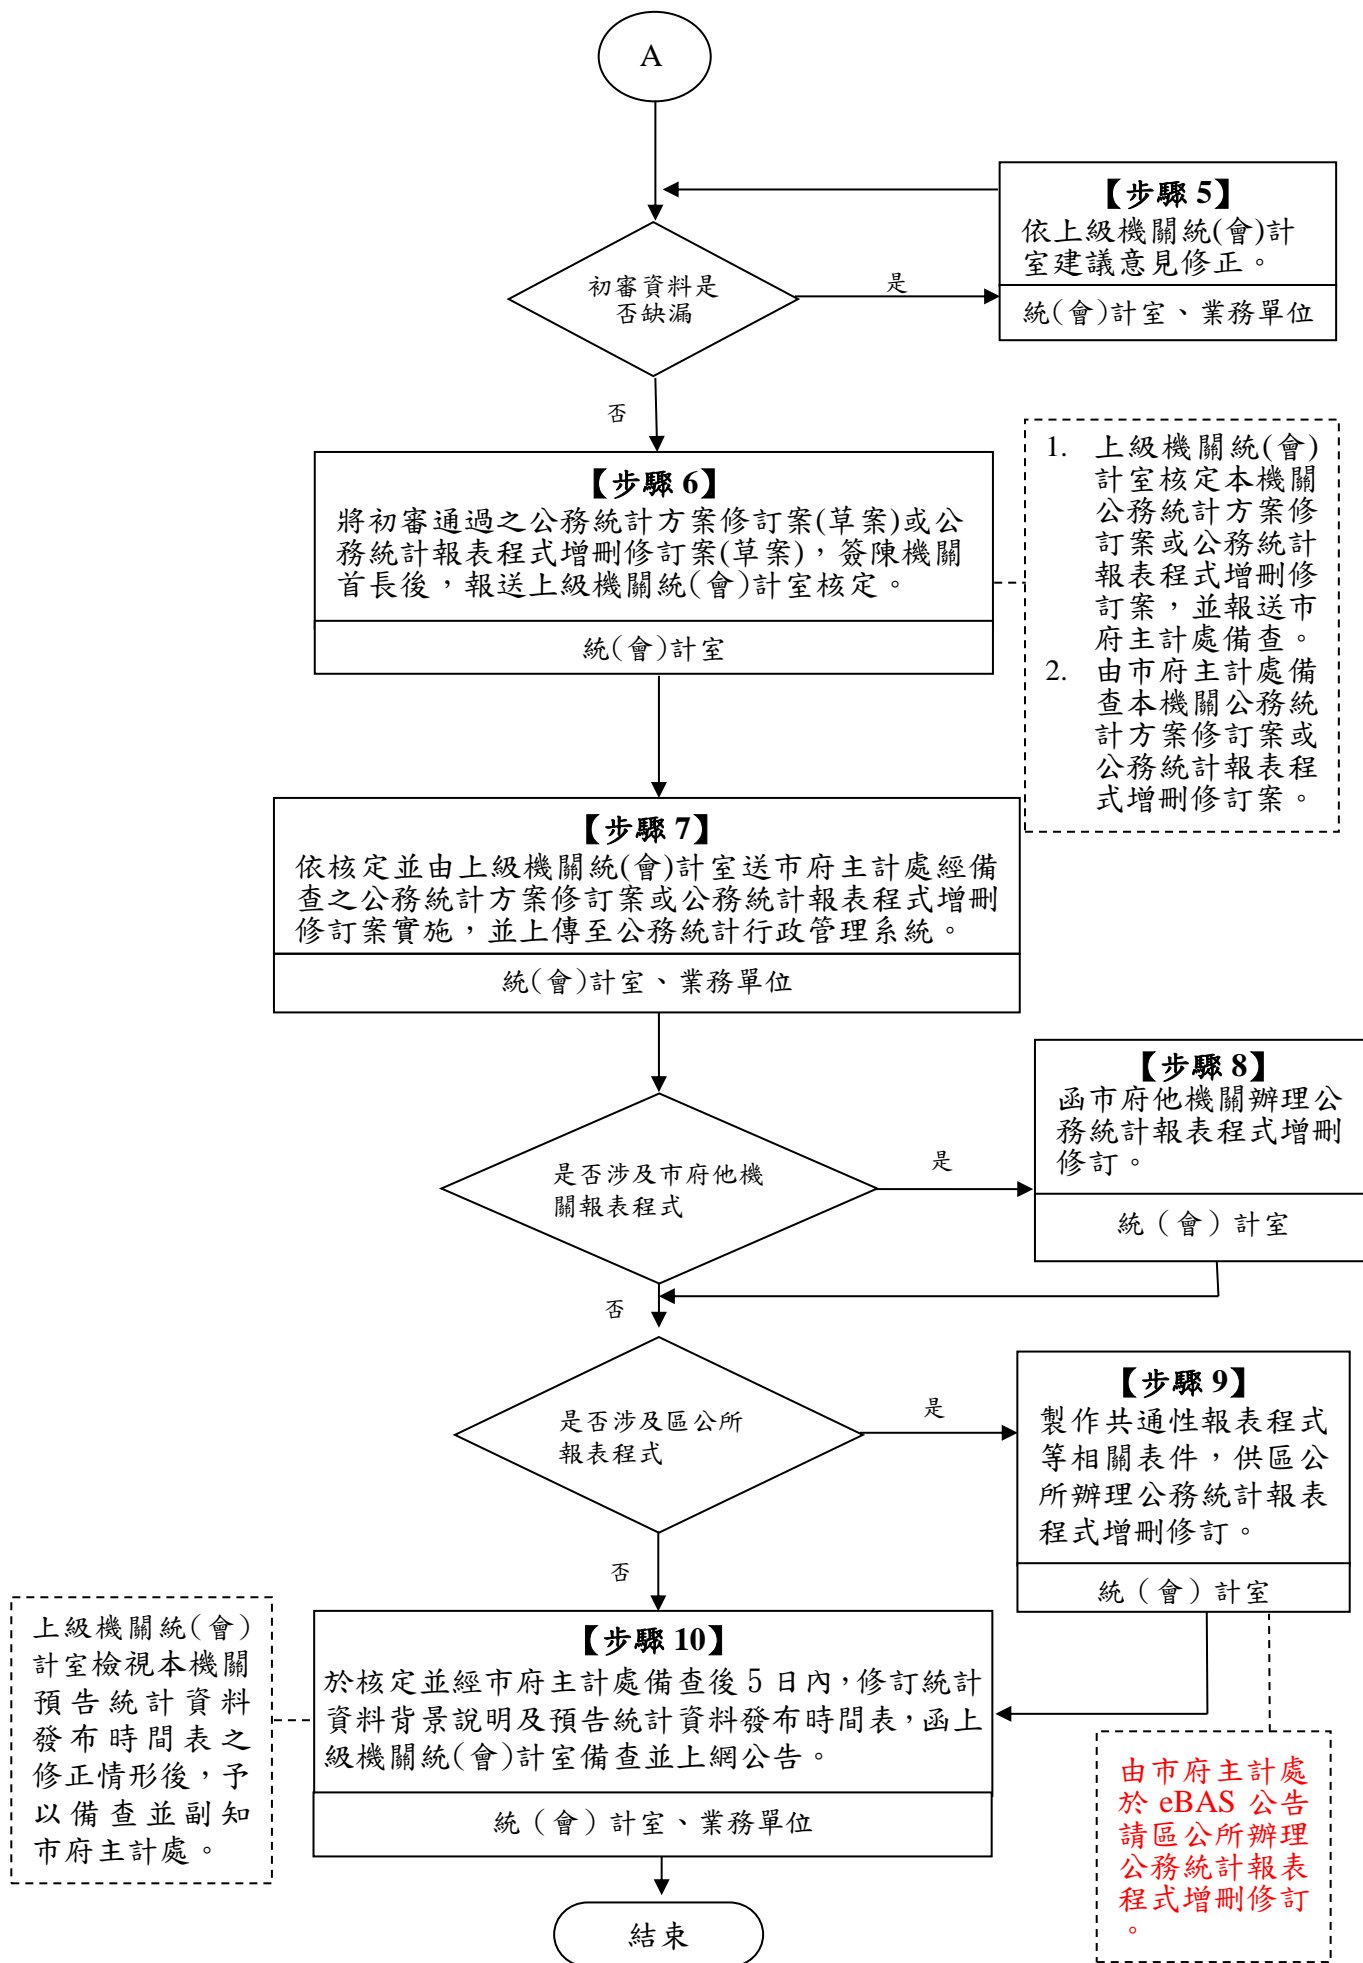 A
【步驟 5】
依上級機關統(會)計
室建議意見修正。
統(會)計室、業務單位
初審資料是
否缺漏
是
否
【步驟 6】
將初審通過之公務統計方案修訂案(草案)或公
務統計報表程式增刪修訂案(草案)，簽陳機關
首長後，報送上級機關統(會)計室核定。
統(會)計室
1. 上級機關統(會)
計室核定本機關
公務統計方案修
訂案或公務統計
報表程式增刪修
訂案，並報送市
府主計處備查。
2. 由市府主計處備
查本機關公務統
計方案修訂案或
公務統計報表程
式增刪修訂案。
【步驟 7】
依核定並由上級機關統(會)計室送市府主計處經備
查之公務統計方案修訂案或公務統計報表程式增刪
修訂案實施，並上傳至公務統計行政管理系統。
統(會)計室、業務單位
【步驟 8】
函市府他機關辦理公
務統計報表程式增刪
修訂。
統（會）計室
是否涉及市府他機
關報表程式
是
否
【步驟 9】
製作共通性報表程式
等相關表件，供區公
所辦理公務統計報表
程式增刪修訂。
統（會）計室
是否涉及區公所
報表程式
是
否
上級機關統(會)
計室檢視本機關
預告統計資料
發布時間表之
修正情形後，予
以備查並副知
市府主計處。
【步驟 10】
於核定並經市府主計處備查後 5 日內，修訂統計
資料背景說明及預告統計資料發布時間表，函上
級機關統(會)計室備查並上網公告。
統（會）計室、業務單位
由市府主計處
於 eBAS 公告
請區公所辦理
公務統計報表
程式增刪修訂
。
結束